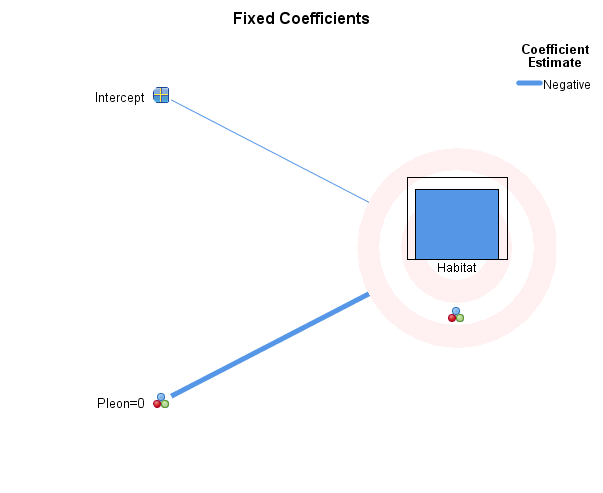 Fixed Coefficients
Coefficient
Estimate
Negative
Intercept
Habitat
Pleon=0